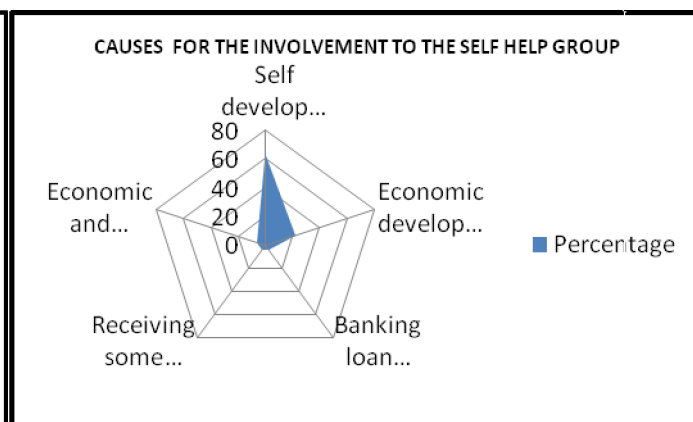 CAUSES FOR THE INVOLVEMENT TO THE SELF HELP GROUP
Self
develop...
80
60
40
20
0
Economic
and...
Economic
develop...
Percentage
Receiving
some...
Banking
loan...